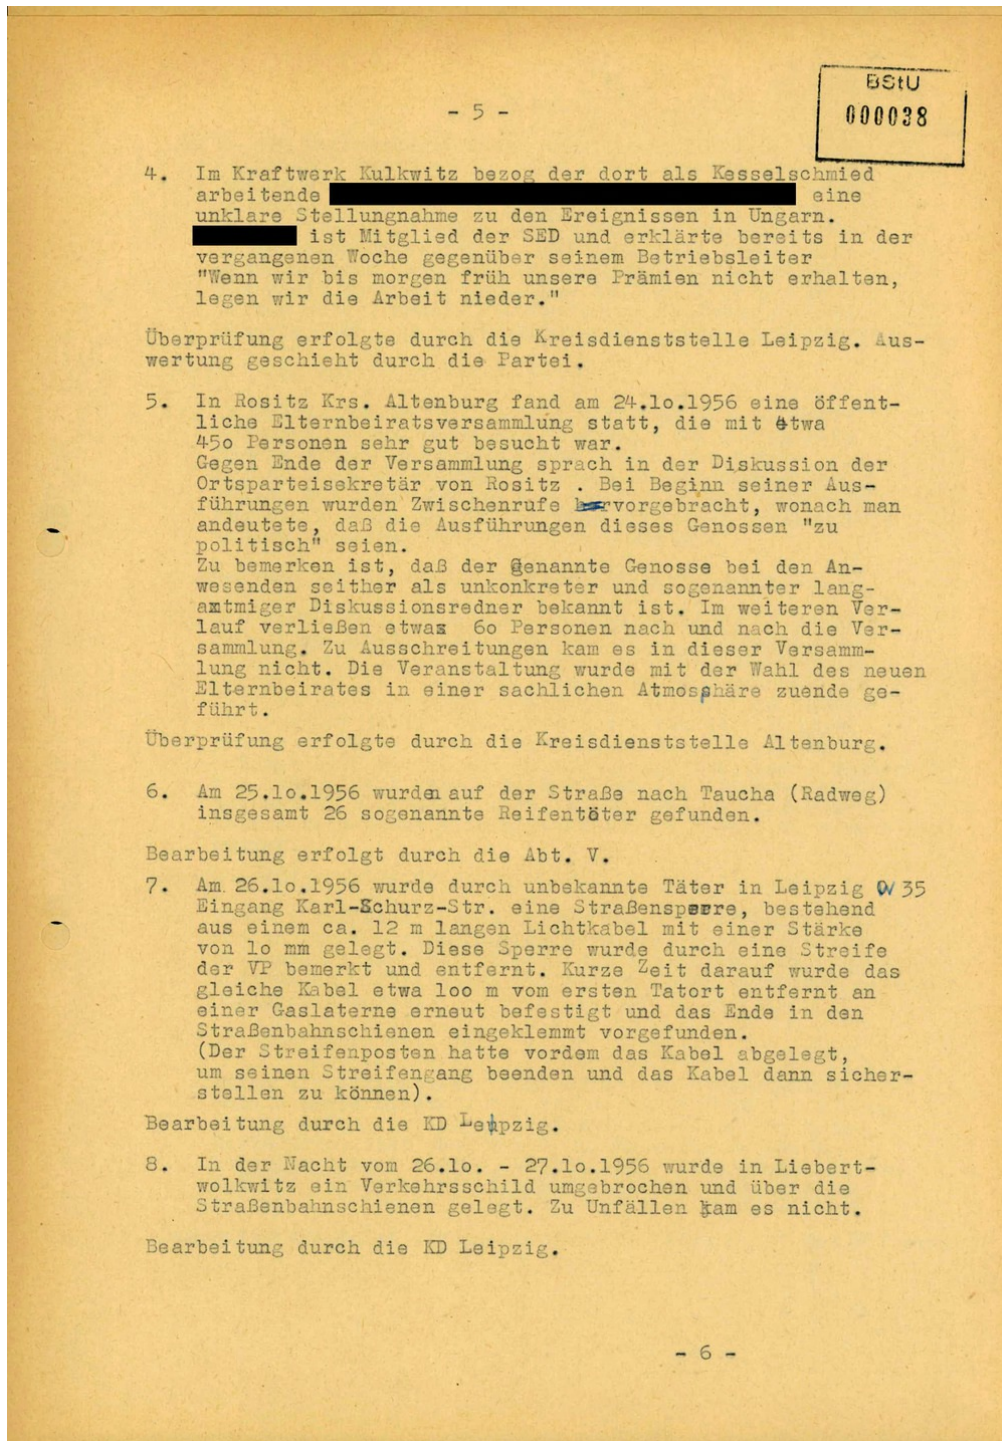 BStU
000038
- 5 -
4. Im Kraftwerk Kulkwitz bezog der dort als Kesselschmied
arbeitende eine
unklare Stellungnahme zu den Ereignissen in Ungarn.
ist Mitglied der SED und erklärte bereits in der
vergangenen Woche gegenüber seinem Betriebsleiter
"Wenn wir bis morgen früh unsere Prämien nicht erhalten,
legen wir die Arbeit nieder."
Überprüfung erfolgte durch die Kreisdienststelle Leipzig. Aus-
wertung geschieht durch die Partei.
5. In Rositz Krs. Altenburg fand am 24.1o.1956 eine öffent-
liche Elternbeiratsversammlung statt, die mit etwa
45o Personen sehr gut besucht war.
Gegen Ende der Versammlung sprach in der Diskussion der
Ortsparteisekretär von Rositz . Bei Beginn seiner Aus-
führungen wurden Zwischenrufe hervorgebracht, wonach man
andeutete, daß die Ausführungen dieses Genossen "zu
politisch" seien.
Zu bemerken ist, daß der genannte Genosse bei den An-
wesenden seither als unkonkreter und sogenannter lang-
axtmiger Diskussionsredner bekannt ist. Im weiteren Ver-
lauf verließen etwas 6o Personen nach und nach die Ver-
sammlung. Zu Ausschreitungen kam es in dieser Versamm-
lung nicht. Die Veranstaltung wurde mit der Wahl des neuen
Elternbeirates in einer sachlichen Atmosphäre zuende ge-
führt.
Überprüfung erfolgte durch die Kreisdienststelle Altenburg.
6. Am 25.1o.1956 wurden auf der Straße nach Taucha (Radweg)
insgesamt 26 sogenannte Reifentöter gefunden.
Bearbeitung erfolgt durch die Abt. V.
7. Am 26.1o.1956 wurde durch unbekannte Täter in Leipzig W 35
Eingang Karl-Schurz-Str. eine Straßensperre, bestehend
aus einem ca. 12 m langen Lichtkabel mit einer Stärke
von 1o mm gelegt. Diese Sperre wurde durch eine Streife
der VP bemerkt und entfernt. Kurze Zeit darauf wurde das
gleiche Kabel etwa 1oo m vom ersten Tatort entfernt an
einer Gaslaterne erneut befestigt und das Ende in den
Straßenbahnschienen eingeklemmt vorgefunden.
(Der Streifenposten hatte vordem das Kabel abgelegt,
um seinen Streifengang beenden und das Kabel dann sicher-
stellen zu können).
Bearbeitung durch die KD Leipzig.
8. In der Nacht vom 26.1o. - 27.1o.1956 wurde in Liebert-
wolkwitz ein Verkehrsschild umgebrochen und über die
Straßenbahnschienen gelegt. Zu Unfällen kam es nicht.
Bearbeitung durch die KD Leipzig.
- 6 -